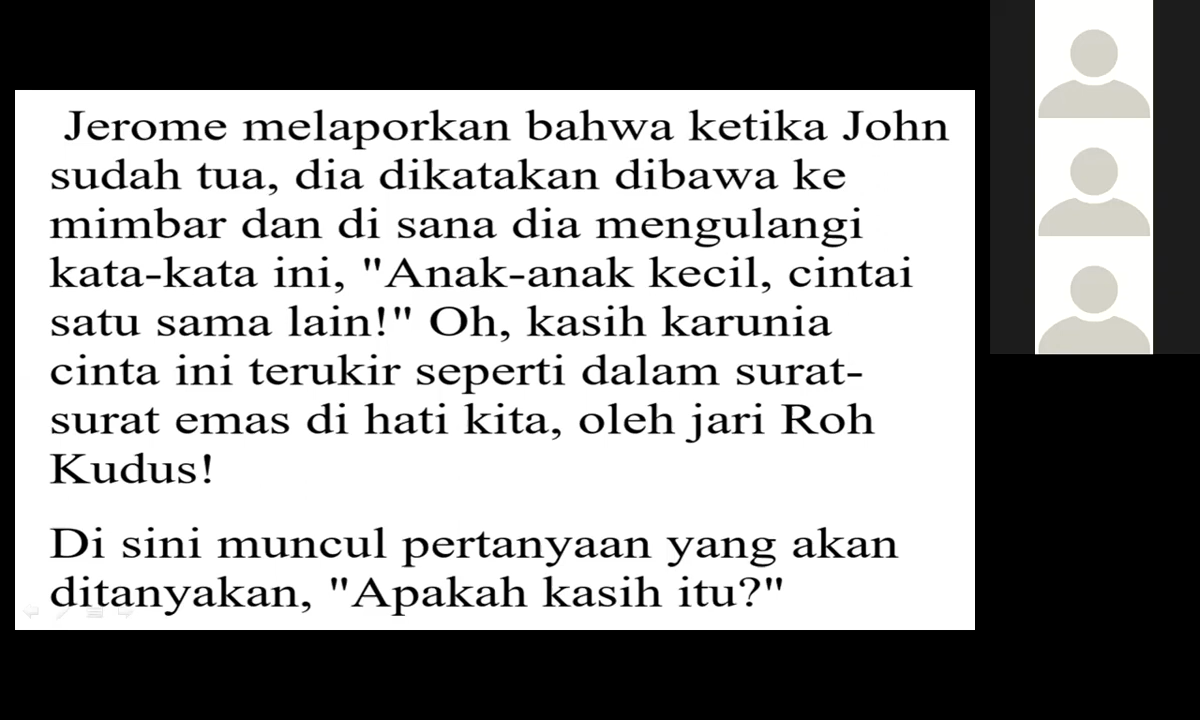 Jerome melaporkan bahwa ketika John
sudah tua, dia dikatakan dibawa ke
mimbar dan di sana dia mengulangi
kata-kata ini, "Anak-anak kecil, cintai
satu sama lain!" Oh, kasih karunia
cinta ini terukir seperti dalam surat-
surat emas di hati kita, oleh jari Roh
Kudus!
Di sini muncul pertanyaan yang akan
ditanyakan, "Apakah kasih itu?"